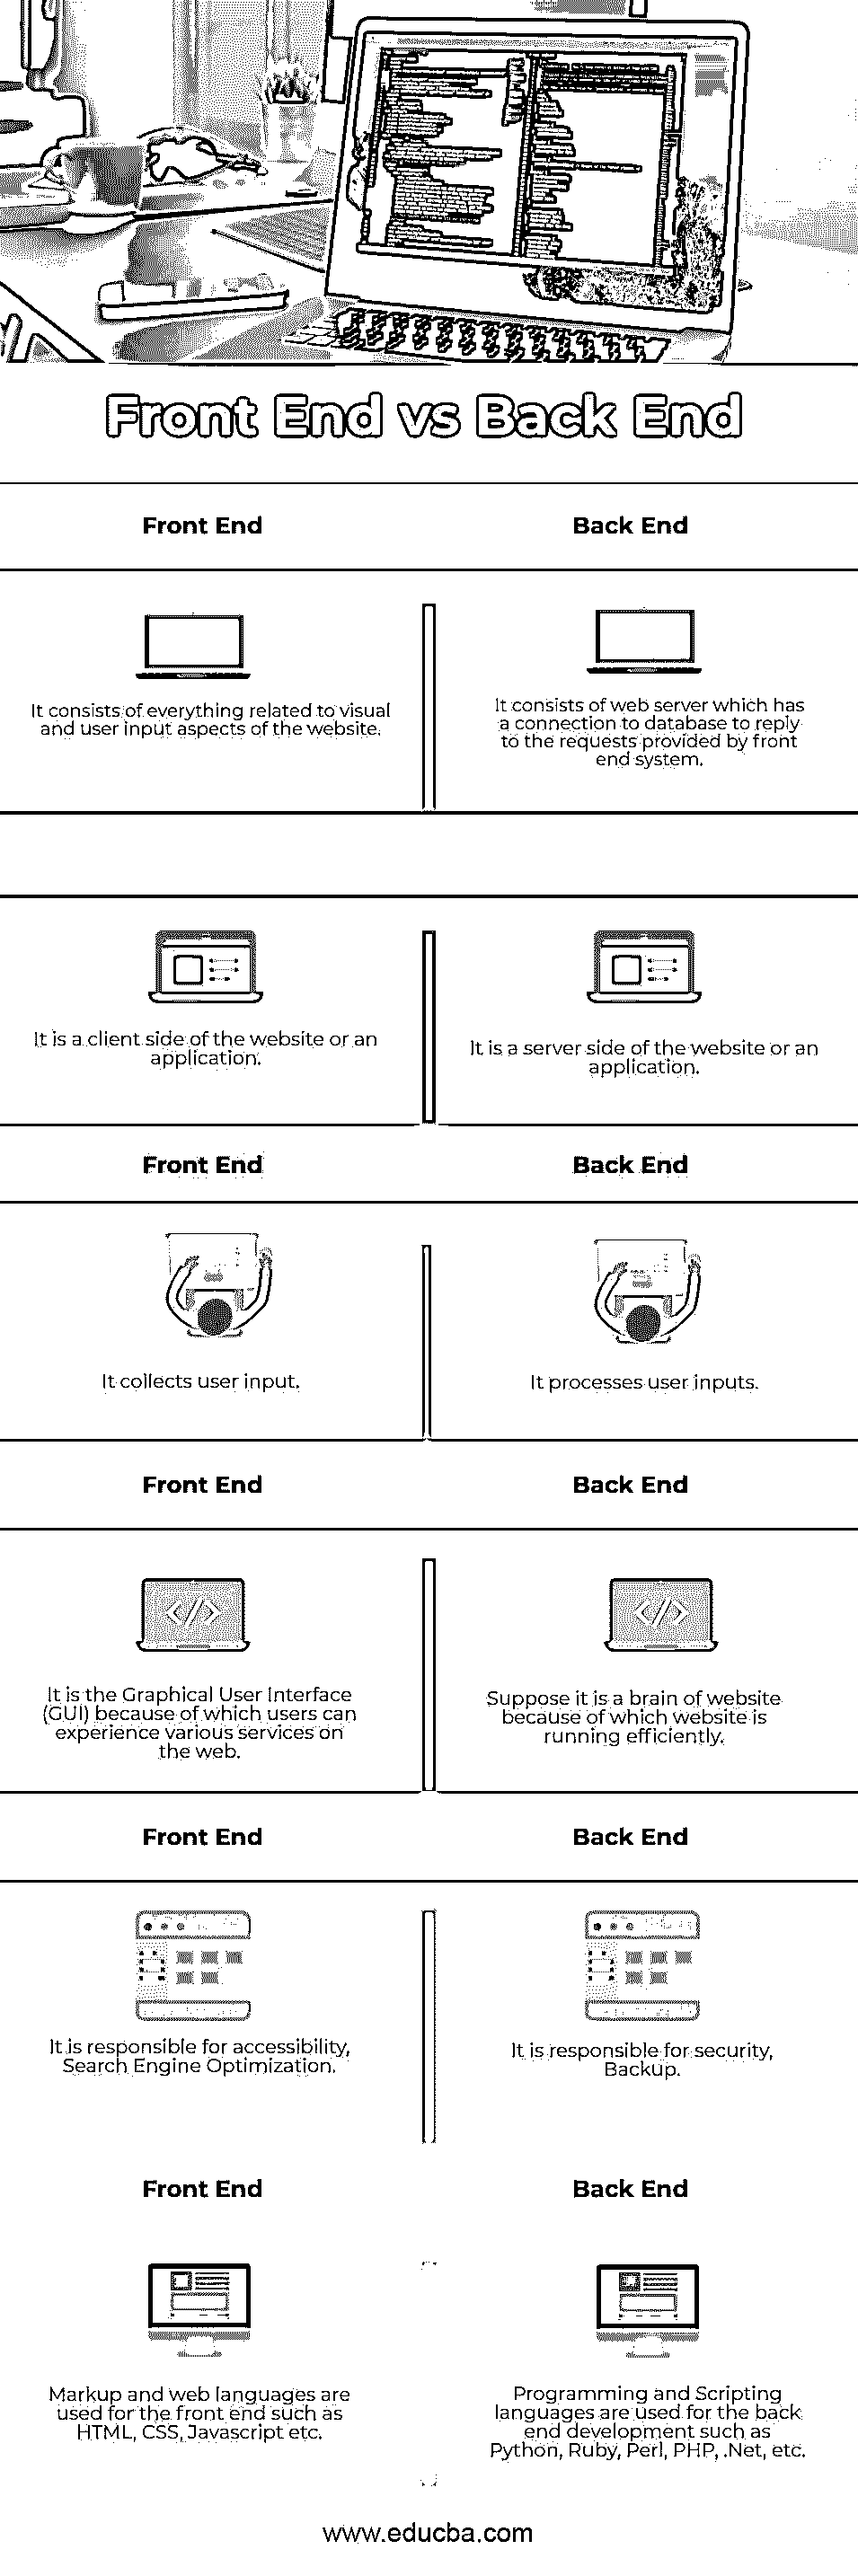 Front End vs Back End
Front End
Back End
It consists of everything related to visual
and user input aspects of the website.
It consists of web server which has
a connection to database to reply
to the requests provided by front
end system.
It is a client side of the website or an
application.
It is a server side of the website or an
application.
Front End
Back End
It collects user input.
It processes user inputs.
Front End
Back End
It is the Graphical User Interface
(GUI) because of which users can
experience various services on
the web.
Suppose it is a brain of website
because of which website is
running efficiently.
Front End
Back End
It is responsible for accessibility,
Search Engine Optimization.
It is responsible for security,
Backup.
Front End
Back End
Markup and web languages are
used for the front end such as
HTML, CSS, Javascript etc.
Programming and Scripting
languages are used for the back
end development such as
Python, Ruby, Perl, PHP, .Net, etc.
www.educba.com